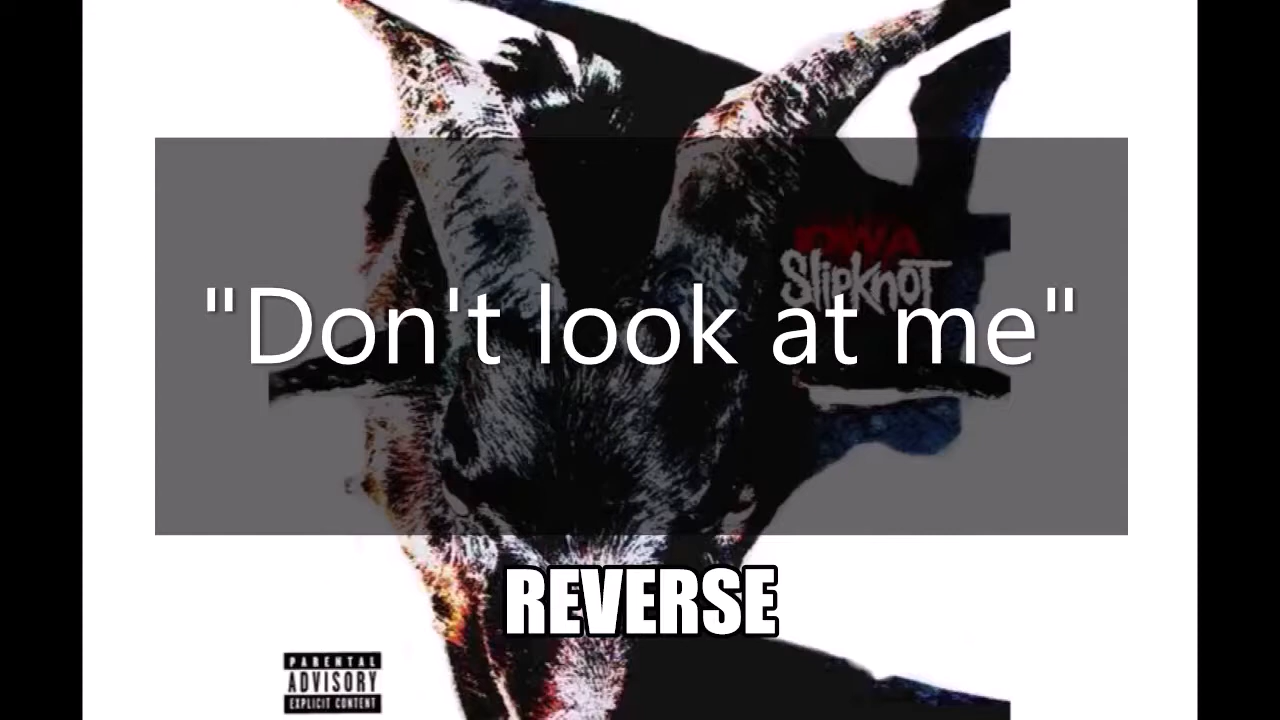 IOWA
SlipKnoT
"Don't look at me"
REVERSE
PARENTAL
ADVISORY
EXPLICIT CONTENT